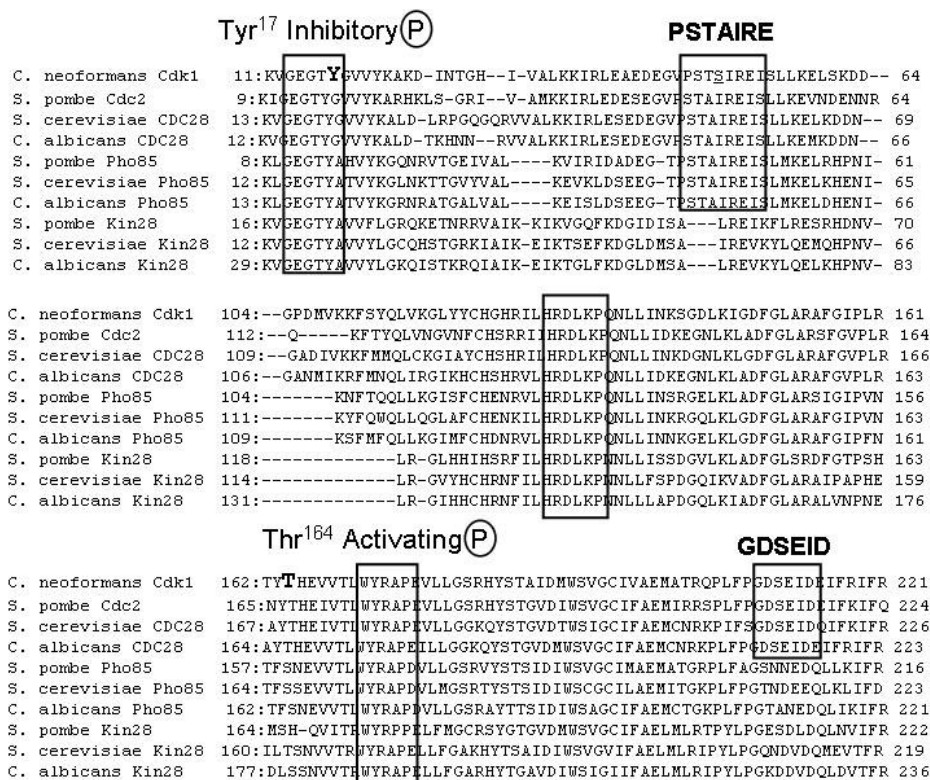 Tyr17 Inhibitory P PSTAIRE
C. neoformans Cdk1 11:KVGEGTYGVVYKAKD-INTGH--I-VALKKIRLEAEDEGVPSTSIREISLLKELSKDD-- 64
S. pombe Cdc2 9:KIGEGTYGVVYKARHKLS-GRI--V-AMKKIRLEDESEGVPSTAIREISLLKEVNDENNR 64
S. cerevisiae CDC28 13:KVGEGTYGVVYKALD-LRPGQGQRVVALKKIRLESEDEGVPSTAIREISLLKELKDDN-- 69
C. albicans CDC28 12:KVGEGTYGVVYKALD-TKHNN--RVVALKKIRLESEDEGVPSTAIREISLLKEMKDDN-- 66
S. pombe Pho85 8:KLGEGTYAHVYKGQNRVTGEIVAL----KVIRIDADEG-TPSTAIREISLMKELRHPNI- 61
S. cerevisiae Pho85 12:KLGEGTYATVYKGLNKTTGVYVAL----KEVKLDSEEG-TPSTAIREISLMKELKHENI- 65
C. albicans Pho85 13:KLGEGTYATVYKGRNRATGALVAL----KEISLDSEEG-TPSTAIREISLMKELDHENI- 66
S. pombe Kin28 16:KVGEGTYAVVFLGRQKETNRRVAIK-KIKVGQFKDGIDISA---LREIKFLRESRHDNV- 70
S. cerevisiae Kin28 12:KVGEGTYAVVYLGCQHSTGRKIAIK-EIKTSEFKDGLDMSA---IREVKYLQEMQHPNV- 66
C. albicans Kin28 29:KVGEGTYAVVYLGKQISTKRQIAIK-EIKTGLFKDGLDMSA---LREVKYLQELKHPNV- 83
C. neoformans Cdk1 104:--GPDMVKKFSYQLVKGLYYCHGHRILHRDLKPQNLLINKSGDLKIGDFGLARAFGIPLR 161
S. pombe Cdc2 112:--Q-----KFTYQLVNGVNFCHSRRIIHRDLKPQNLLIDKEGNLKLADFGLARSFGVPLR 164
S. cerevisiae CDC28 109:--GADIVKKFMMQLCKGIAYCHSHRILHRDLKPQNLLINKDGNLKLGDFGLARAFGVPLR 166
C. albicans CDC28 106:--GANMIKRFMNQLIRGIKHCHSHRVLHRDLKPQNLLIDKEGNLKLADFGLARAFGVPLR 163
S. pombe Pho85 104:-------KNFTQQLLKGISFCHENRVLHRDLKPQNLLINSRGELKLADFGLARSIGIPVN 156
S. cerevisiae Pho85 111:-------KYFQWQLLQGLAFCHENKILHRDLKPQNLLINKRGQLKLGDFGLARAFGIPVN 163
C. albicans Pho85 109:-------KSFMFQLLKGIMFCHDNRVLHRDLKPQNLLINNKGELKLADFGLARAFGIPFN 161
S. pombe Kin28 118:------------LR-GLHHIHSRFILHRDLKPNNLLISSDGVLKLADFGLSRDFGTPSH 163
S. cerevisiae Kin28 114:------------LR-GVYHCHRNFILHRDLKPNNLLFSPDGQIKVADFGLARAIPAPHE 159
C. albicans Kin28 131:------------LR-GIHHCHRNFILHRDLKPNNLLLAPDGQLKIADFGLARALVNPNE 176
Thr164 Activating P GDSEID
C. neoformans Cdk1 162:TYTHEVVTLWYRAPEVLLGSRHYSTAIDMWSVGCIVAEMATRQPLFPGDSEIDEIFRIFR 221
S. pombe Cdc2 165:NYTHEIVTLWYRAPEVLLGSRHYSTGVDIWSVGCIFAEMIRRSPLFPGDSEIDEIFKIFQ 224
S. cerevisiae CDC28 167:AYTHEIVTLWYRAPEVLLGGKQYSTGVDTWSIGCIFAEMCNRKPIFSGDSEIDQIFKIFR 226
C. albicans CDC28 164:AYTHEVVTLWYRAPEILLGGKQYSTGVDMWSVGCIFAEMCNRKPLFPGDSEIDEIFRIFR 223
S. pombe Pho85 157:TFSNEVVTLWYRAPDVLLGSRVYSTSIDIWSVGCIMAEMATGRPLFAGSNNEDQLLKIFR 216
S. cerevisiae Pho85 164:TFSSEVVTLWYRAPDVLMGSRTYSTSIDIWSCGCILAEMITGKPLFPGTNDEEQLKLIFD 223
C. albicans Pho85 162:TFSNEVVTLWYRAPDVLLGSRAYTTSIDIWSAGCIMAEMCTGKPLFPGTANEDQLIKIFR 221
S. pombe Kin28 164:MSH-QVITRWYRPPELFMGCRSYGTGVDMWSVGCIFAELMLRTPYLPGESDLDQLNVIFR 222
S. cerevisiae Kin28 160:ILTSNVVTRWYRAPELLFGAKHYTSAIDIWSVGVIFAELMLRIPYLPGQNDVDQMEVTFR 219
C. albicans Kin28 177:DLSSNVVTRWYRAPELLFGARHYTGAVDIWSIGIIFAELMLRIPYLPGKDDVDQLDVTFR 236